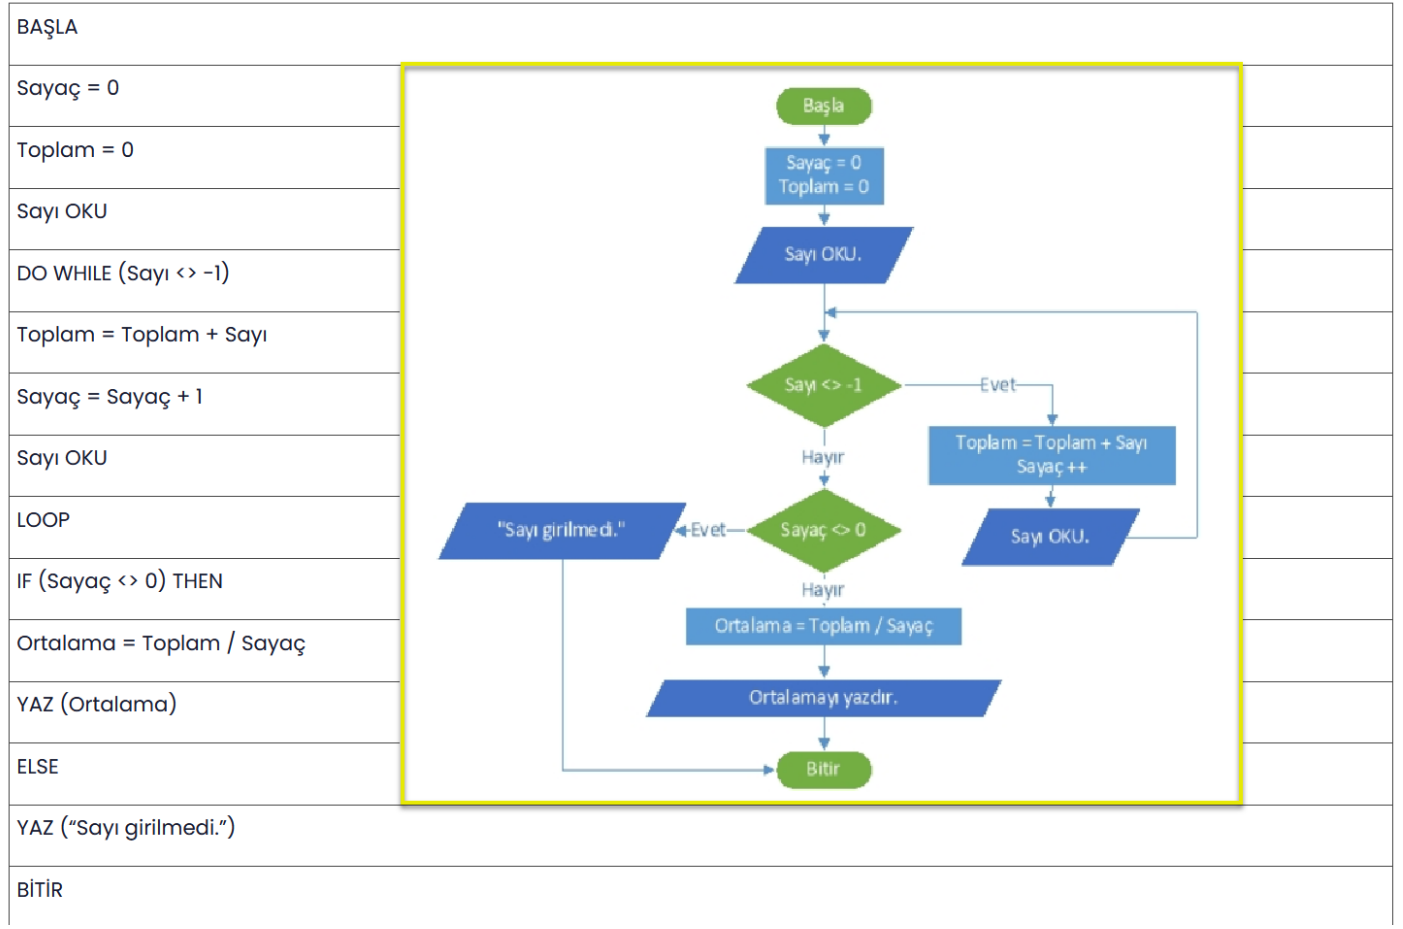 BAŞLA
Sayaç = 0
Toplam = 0
Sayı OKU
DO WHILE (Sayı <> -1)
Toplam = Toplam + Sayı
Sayaç = Sayaç + 1
Sayı OKU
LOOP
IF (Sayaç <> 0) THEN
Ortalama = Toplam / Sayaç
YAZ (Ortalama)
ELSE
YAZ (“Sayı girilmedi.”)
BİTİR
Başla
Sayaç = 0
Toplam = 0
Sayı OKU.
Sayı <> -1
Evet
Toplam = Toplam + Sayı
Sayaç ++
Sayı OKU.
Hayır
Sayaç <> 0
Evet
"Sayı girilmedi."
Hayır
Ortalama = Toplam / Sayaç
Ortalamayı yazdır.
Bitir